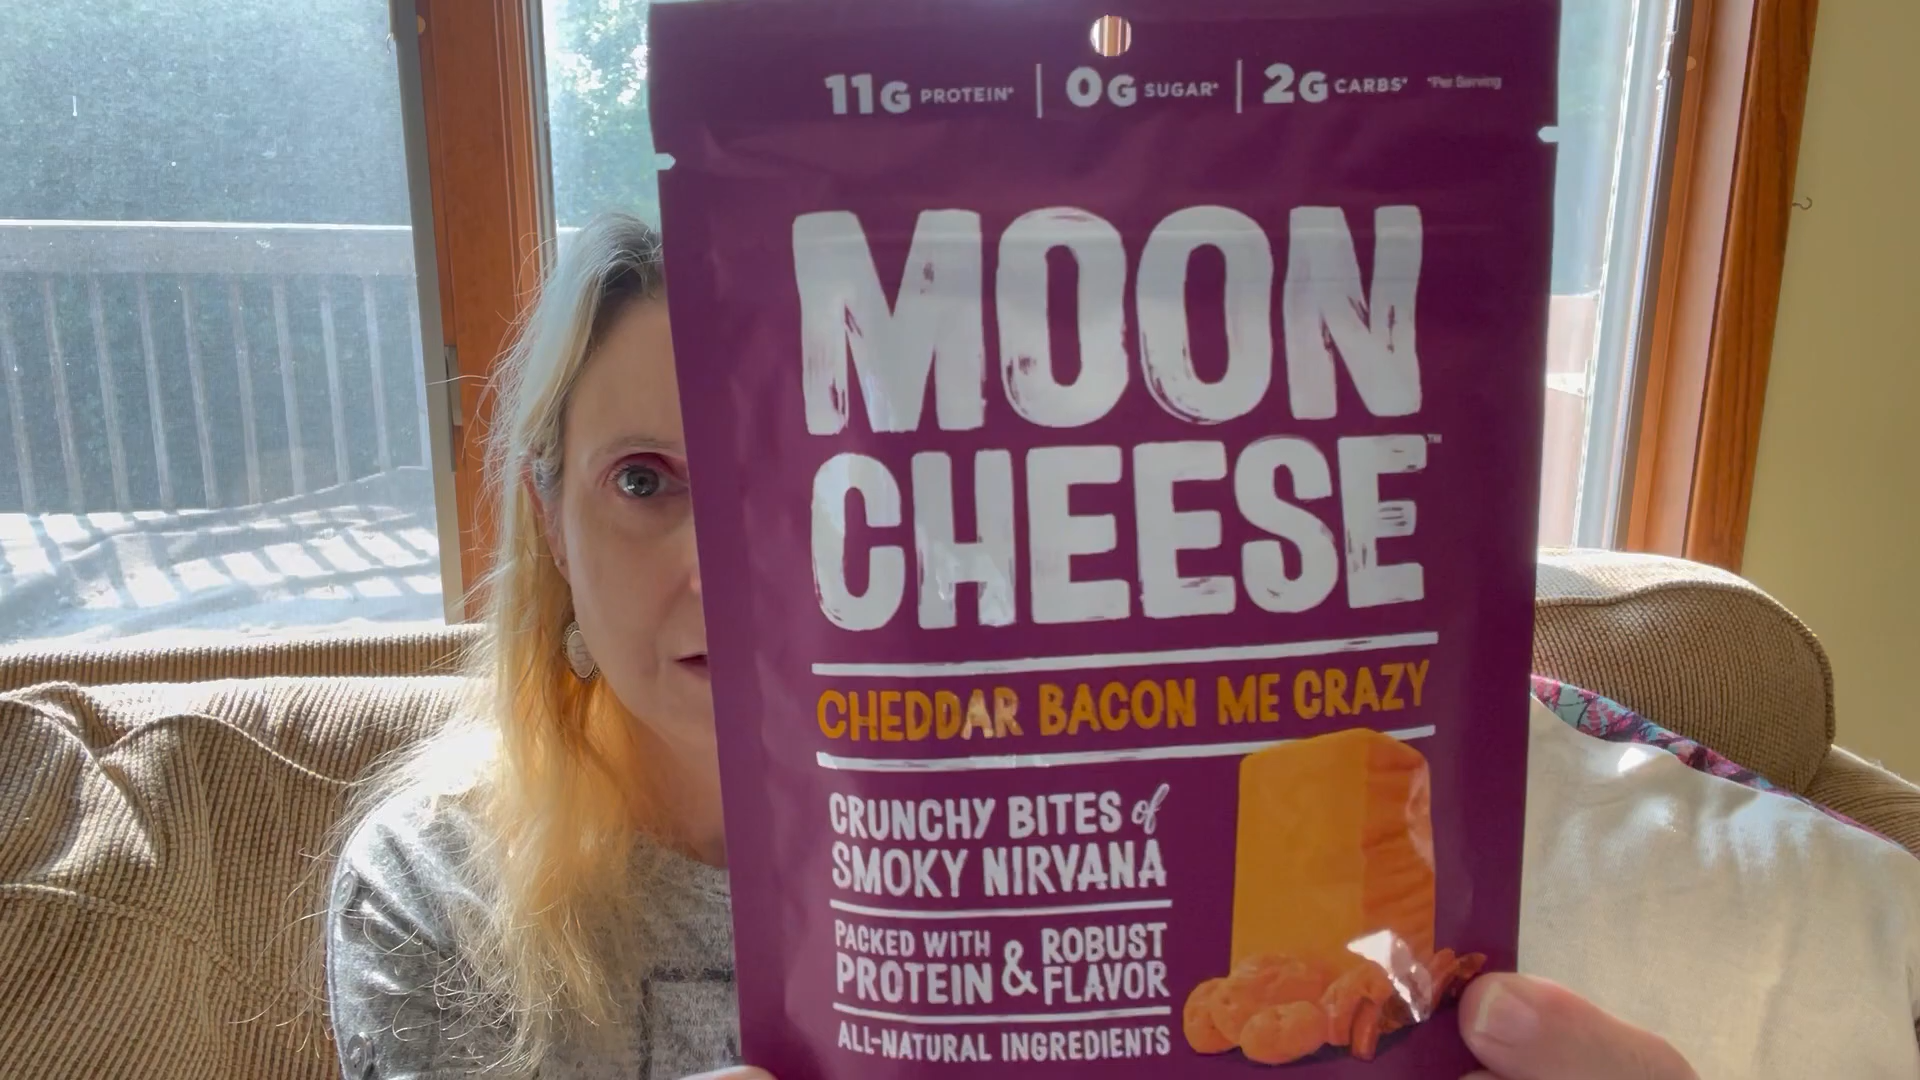 11G PROTEIN* | 0G SUGAR* | 2G CARBS* *Per Serving
MOON
CHEESE™
CHEDDAR BACON ME CRAZY
CRUNCHY BITES of
SMOKY NIRVANA
PACKED WITH
PROTEIN & ROBUST
FLAVOR
ALL-NATURAL INGREDIENTS